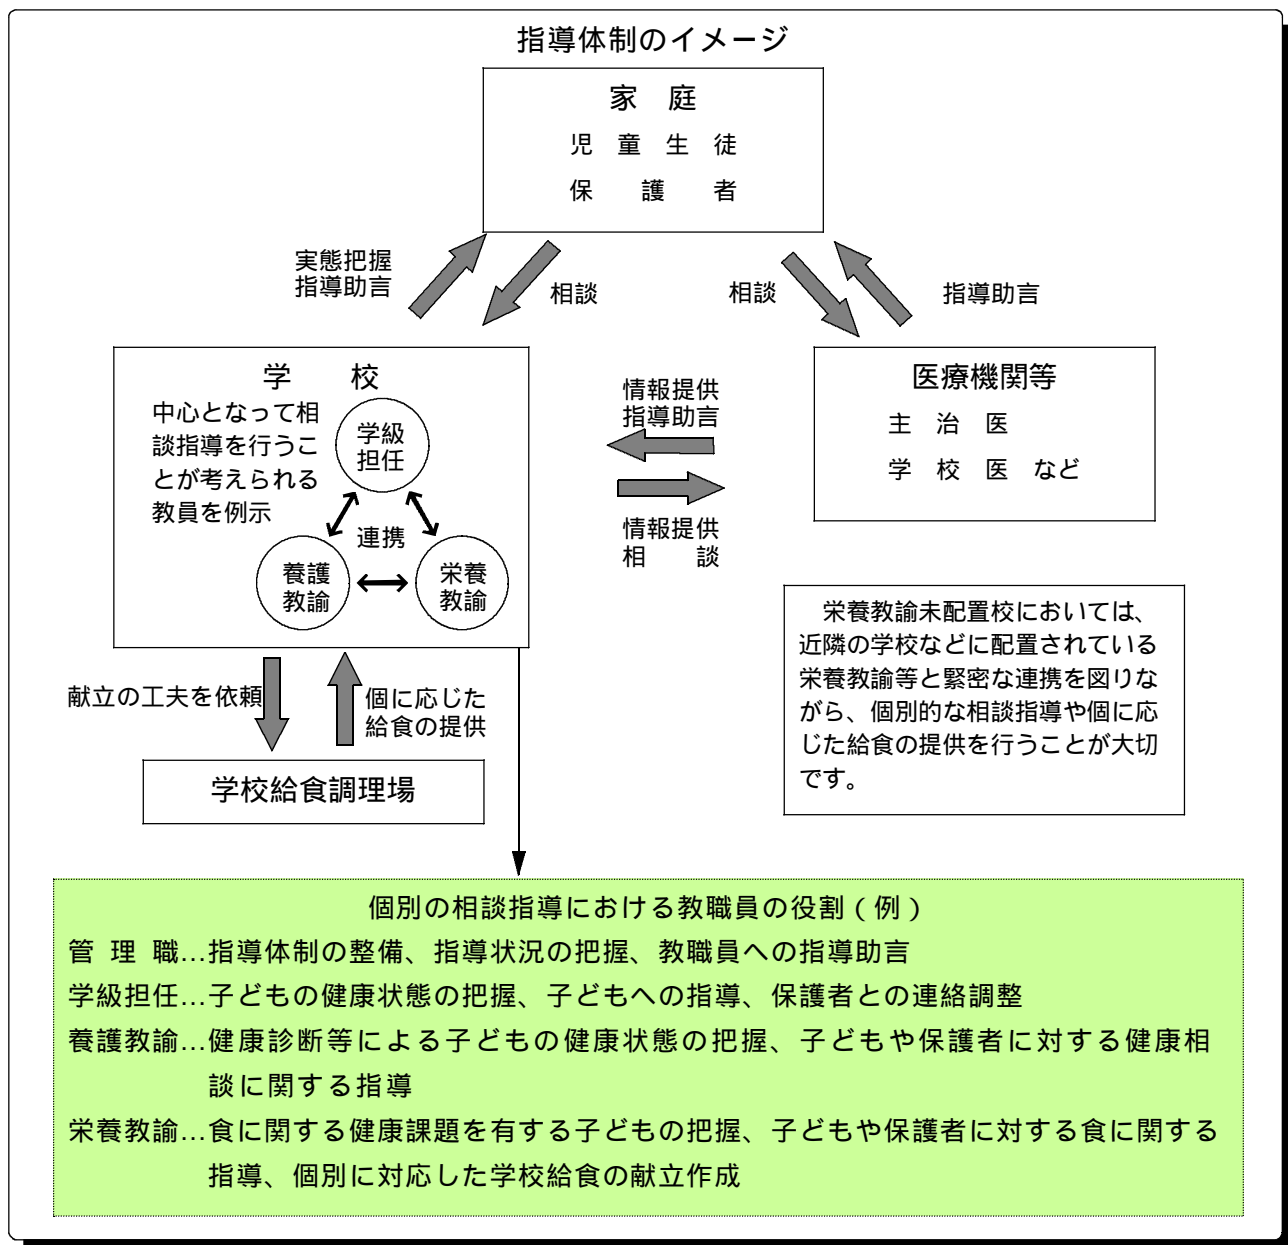 指導体制のイメージ
家 庭
児 童 生 徒
保 護 者
実態把握
指導助言
相談
相談
指導助言
学 校
中心となって相
談指導を行うこ
とが考えられる
教員を例示
学級
担任
連携
養護
教諭
栄養
教諭
情報提供
指導助言
情報提供
相 談
医療機関等
主 治 医
学 校 医 など
栄養教諭未配置校においては、
近隣の学校などに配置されている
栄養教諭等と緊密な連携を図りな
がら、個別的な相談指導や個に応
じた給食の提供を行うことが大切
です。
献立の工夫を依頼
個に応じた
給食の提供
学校給食調理場
個別の相談指導における教職員の役割(例)
管 理 職…指導体制の整備、指導状況の把握、教職員への指導助言
学級担任…子どもの健康状態の把握、子どもへの指導、保護者との連絡調整
養護教諭…健康診断等による子どもの健康状態の把握、子どもや保護者に対する健康相
談に関する指導
栄養教諭…食に関する健康課題を有する子どもの把握、子どもや保護者に対する食に関する
指導、個別に対応した学校給食の献立作成